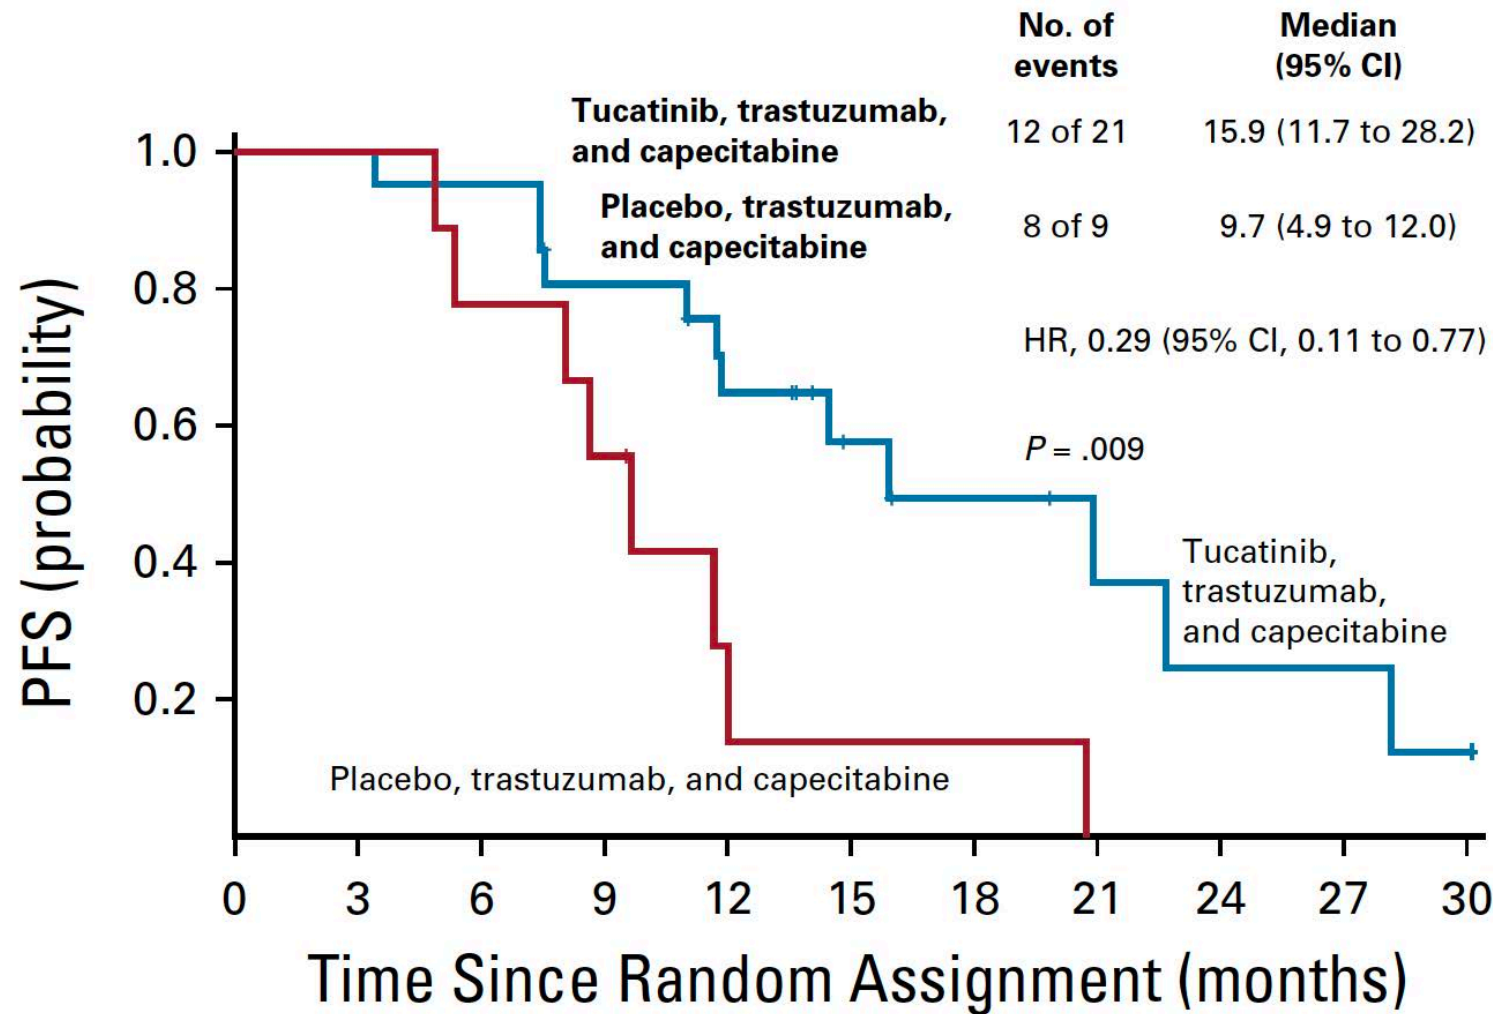 No. of
events
Median
(95% CI)
Tucatinib, trastuzumab,
and capecitabine
12 of 21
15.9 (11.7 to 28.2)
Placebo, trastuzumab,
and capecitabine
8 of 9
9.7 (4.9 to 12.0)
HR, 0.29 (95% CI, 0.11 to 0.77)
P = .009
Tucatinib,
trastuzumab,
and capecitabine
Placebo, trastuzumab, and capecitabine
PFS (probability)
1.0
0.8
0.6
0.4
0.2
0 3 6 9 12 15 18 21 24 27 30
Time Since Random Assignment (months)